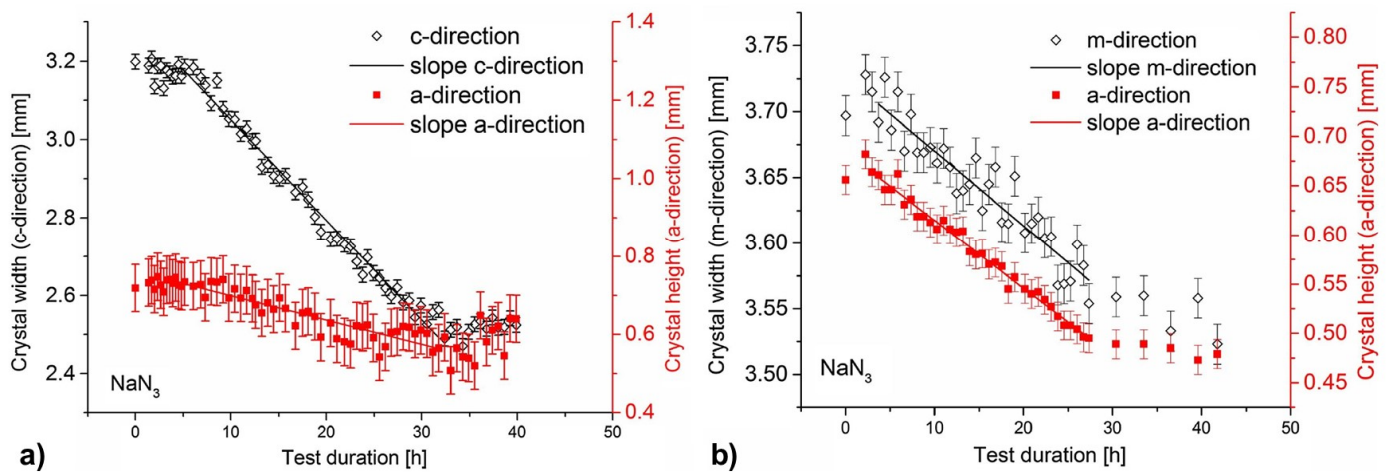 Crystal width (c-direction) [mm]
3.2
3.0
2.8
2.6
2.4
c-direction
slope c-direction
a-direction
slope a-direction
NaN3
1.4
1.2
1.0
0.8
0.6
0.4
Crystal height (a-direction) [mm]
0 10 20 30 40 50
Test duration [h]
a)
Crystal width (m-direction) [mm]
3.75
3.70
3.65
3.60
3.55
3.50
m-direction
slope m-direction
a-direction
slope a-direction
NaN3
0.80
0.75
0.70
0.65
0.60
0.55
0.50
0.45
Crystal height (a-direction) [mm]
0 10 20 30 40 50
Test duration [h]
b)